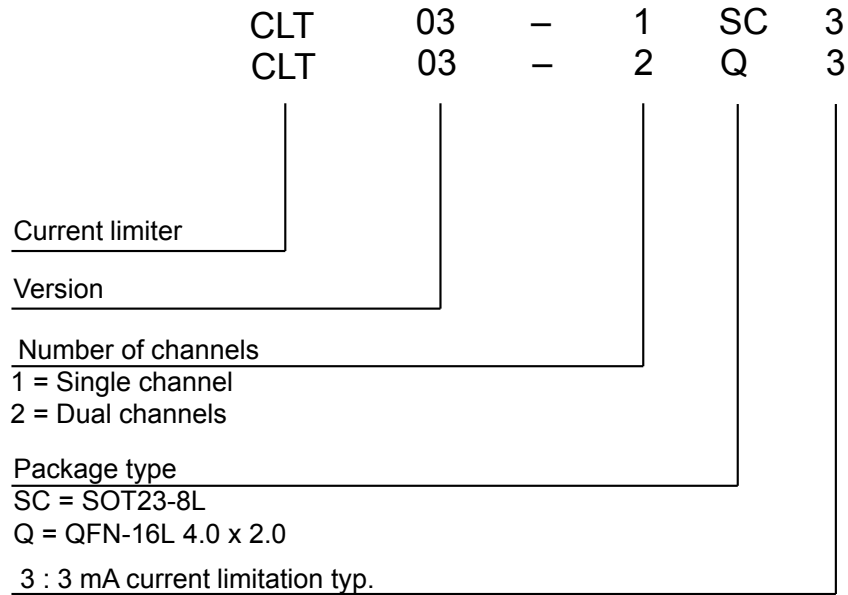 CLT 03 – 1 SC 3
CLT 03 – 2 Q 3
Current limiter
Version
Number of channels
1 = Single channel
2 = Dual channels
Package type
SC = SOT23-8L
Q = QFN-16L 4.0 x 2.0
3 : 3 mA current limitation typ.